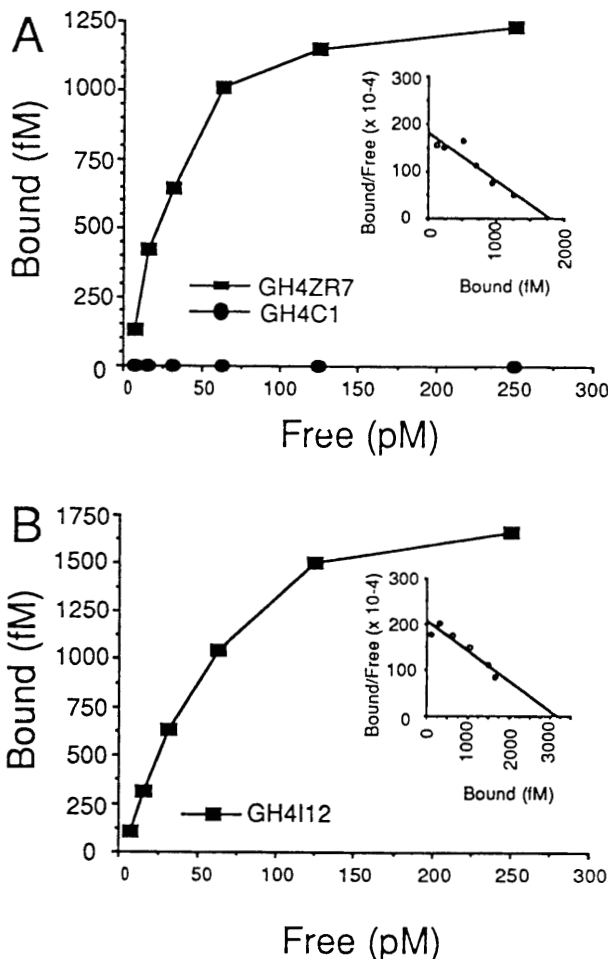 A
1250
1000
750
500
250
0
Bound (fM)
0 50 100 150 200 250 300
Free (pM)
GH4ZR7
GH4C1
300
200
100
0
Bound/Free (x 10-4)
0 1000 2000
Bound (fM)
B
1750
1500
1250
1000
750
500
250
0
Bound (fM)
0 50 100 150 200 250 300
Free (pM)
GH4I12
300
200
100
0
Bound/Free (x 10-4)
0 1000 2000 3000
Bound (fM)